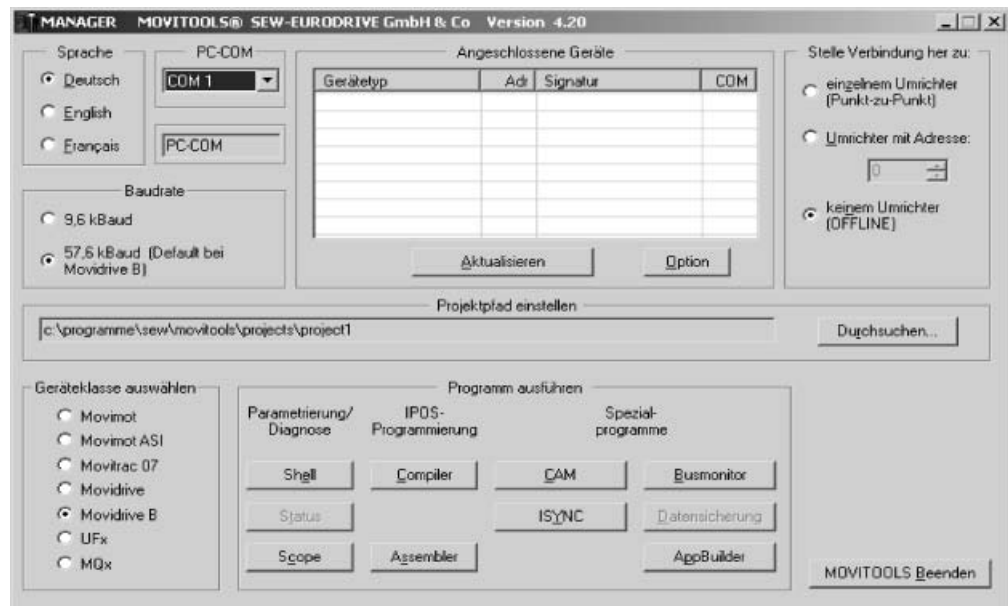 MANAGER MOVITOOLS® SEW-EURODRIVE GmbH & Co Version 4.20
Sprache
Deutsch
English
Français
PC-COM
COM 1
PC-COM
Baudrate
9,6 kBaud
57,6 kBaud (Default bei
Movidrive B)
Angeschlossene Geräte
Gerätetyp Adr Signatur COM
Aktualisieren Option
Stelle Verbindung her zu:
einzelnem Umrichter
(Punkt-zu-Punkt)
Umrichter mit Adresse:
0
keinem Umrichter
(OFFLINE)
Projektpfad einstellen
c:\programme\sew\movitools\projects\project1
Durchsuchen...
Geräteklasse auswählen
Movimot
Movimot ASI
Movitrac 07
Movidrive
Movidrive B
UFx
MQx
Programm ausführen
Parametrierung/
Diagnose
IPOS-
Programmierung
Spezial-
programme
Shell Compiler CAM Busmonitor
Status ISYNC Datensicherung
Scope Assembler AppBuilder
MOVITOOLS Beenden